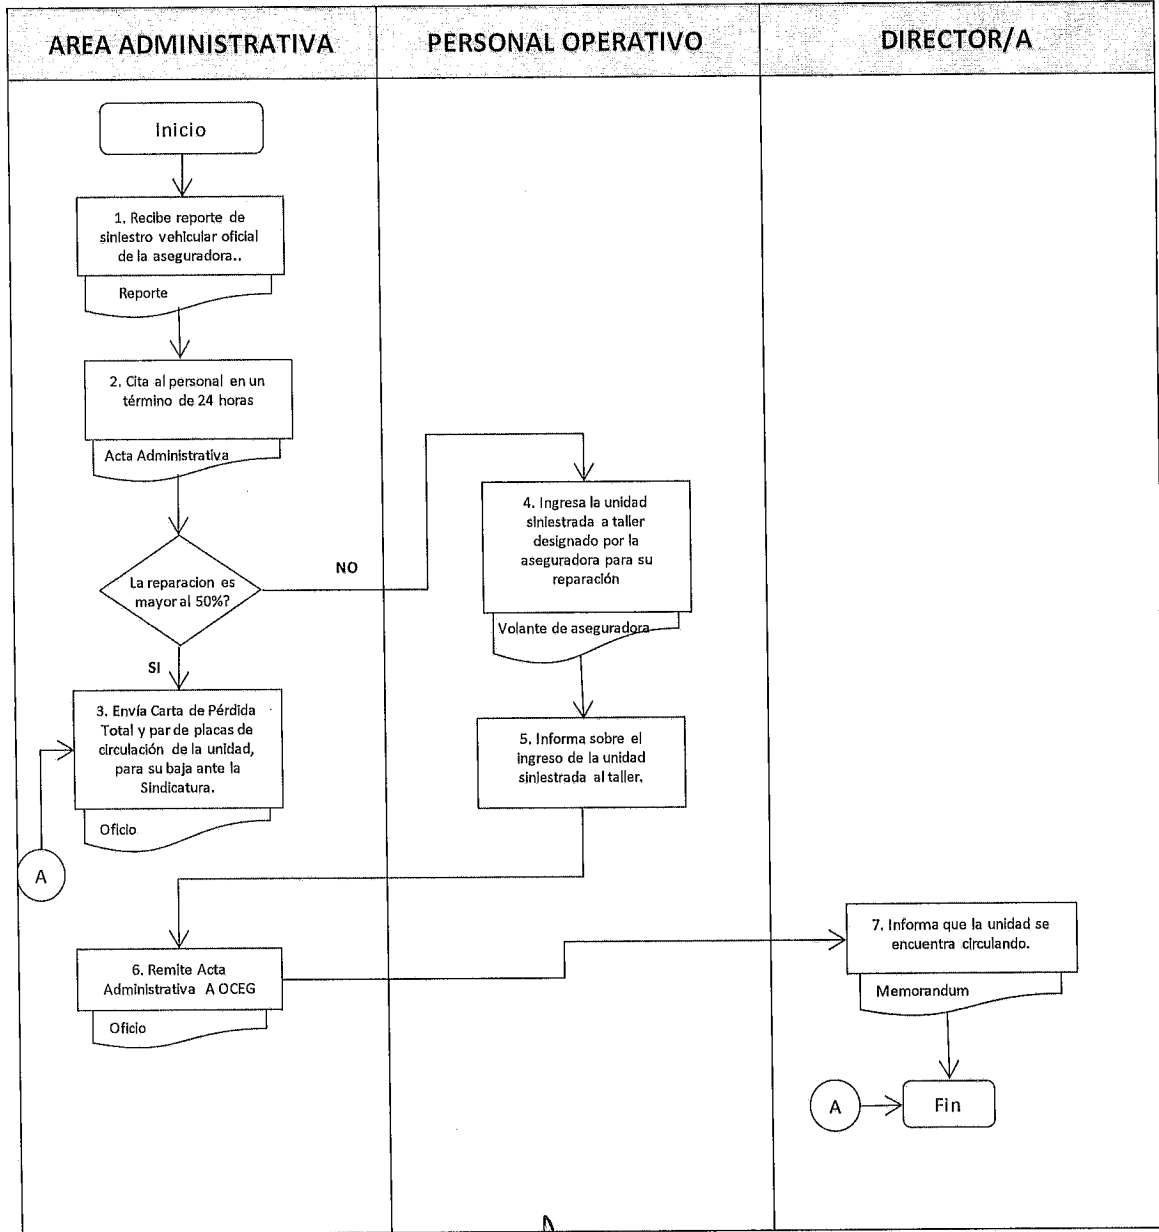 AREA ADMINISTRATIVA
PERSONAL OPERATIVO
DIRECTOR/A
Inicio
1. Recibe reporte de
siniestro vehicular oficial
de la aseguradora..
Reporte
2. Cita al personal en un
término de 24 horas
Acta Administrativa
La reparacion es
mayor al 50%?
NO
SI
3. Envía Carta de Pérdida
Total y par de placas de
circulación de la unidad,
para su baja ante la
Sindicatura.
Oficio
A
4. Ingresa la unidad
siniestrada a taller
designado por la
aseguradora para su
reparación
Volante de aseguradora
5. Informa sobre el
ingreso de la unidad
siniestrada al taller.
6. Remite Acta
Administrativa A OCEG
Oficio
7. Informa que la unidad se
encuentra circulando.
Memorandum
A
Fin